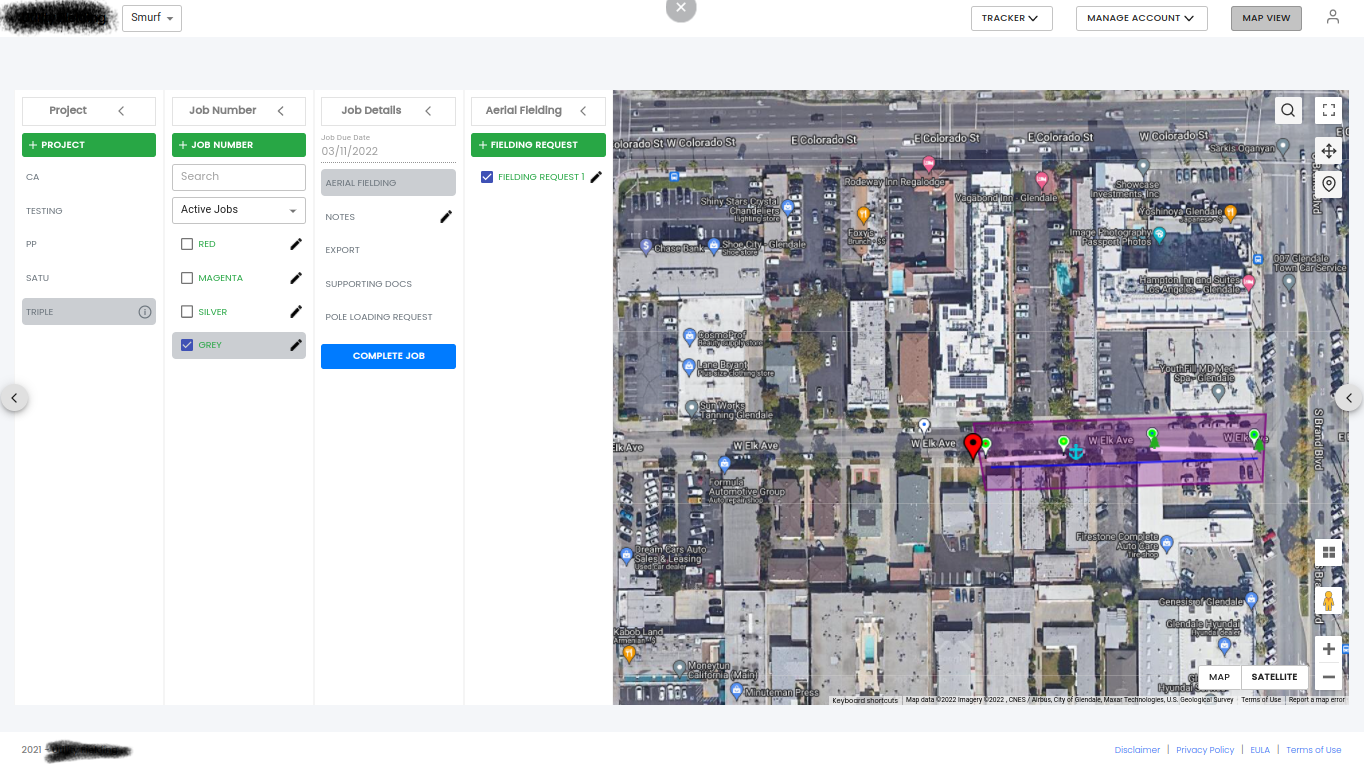 Smurf
TRACKER
MANAGE ACCOUNT
MAP VIEW
Project
+ PROJECT
CA
TESTING
PP
SATU
TRIPLE
Job Number
+ JOB NUMBER
Search
Active Jobs
RED
MAGENTA
SILVER
GREY
Job Details
Job Due Date
03/11/2022
AERIAL FIELDING
NOTES
EXPORT
SUPPORTING DOCS
POLE LOADING REQUEST
COMPLETE JOB
Aerial Fielding
+ FIELDING REQUEST
FIELDING REQUEST 1
olorado St
W Colorado St
E Colorado St
E Colorado St
E Colorado St
W Colorado St
Sarkis Oganyan
Rodeway Inn Regalodge
Vagabond Inn - Glendale
Showcase
Investments, Inc
Shiny Stars Crystal
Chandeliers
Lighting store
Foxy's
Brunch · $$
Yoshinoya Glendale
Japanese · $
Image Photography
Passport Photos
Chase Bank
Shoe City - Glendale
Shoe store
007 Glendale
Town Car Service
Hampton Inn and Suites
Los Angeles - Glendale
CosmoProf
Beauty supply store
Lane Bryant
Plus size clothing store
YouthFill MD Med
Spa - Glendale
Sun Works
Tanning Glendale
lk Ave
W Elk Ave
W Elk Ave
W Elk Ave
W Elk Ave
S Brand Blvd
Formula
Automotive Group
Auto repair shop
Firestone Complete
Auto Care
Tire shop
Dream Cars Auto
Sales & Leasing
Used car dealer
Genesis of Glendale
Glendale Hyundai
Hyundai dealer
Kabob Land
Armenian · $
Moneytun
California (Main)
Minuteman Press
MAP
SATELLITE
Keyboard shortcuts
Map data ©2022 Imagery ©2022 , CNES / Airbus, City of Glendale, Maxar Technologies, U.S. Geological Survey
Terms of Use
Report a map error
2021 -
Disclaimer | Privacy Policy | EULA | Terms of Use